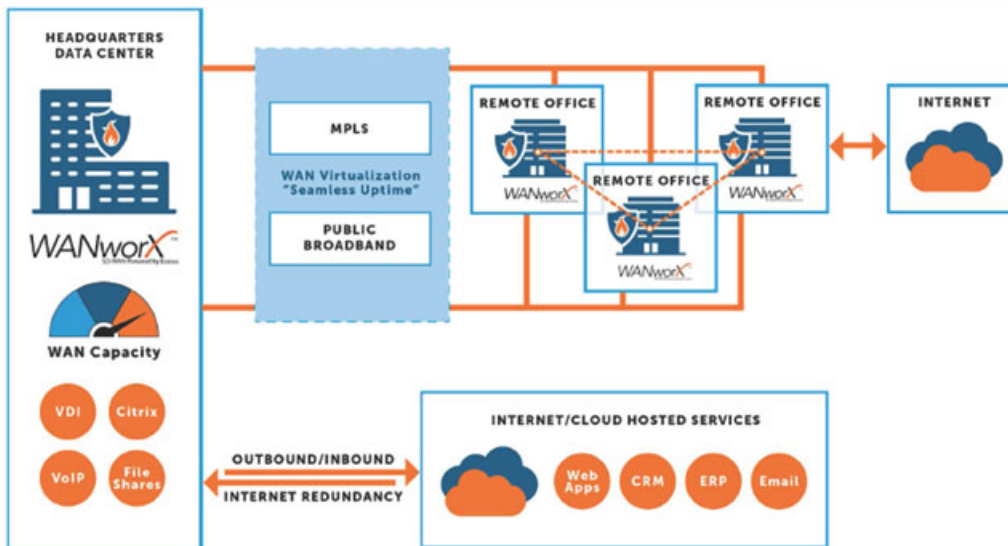 HEADQUARTERS
DATA CENTER
WANworX™
WAN Capacity
VDI
Citrix
VoIP
File
Shares
MPLS
WAN Virtualization
"Seamless Uptime"
PUBLIC
BROADBAND
REMOTE OFFICE
WANworX
REMOTE OFFICE
WANworX
REMOTE OFFICE
WANworX
INTERNET
OUTBOUND/INBOUND
INTERNET REDUNDANCY
INTERNET/CLOUD HOSTED SERVICES
Web
Apps
CRM
ERP
Email